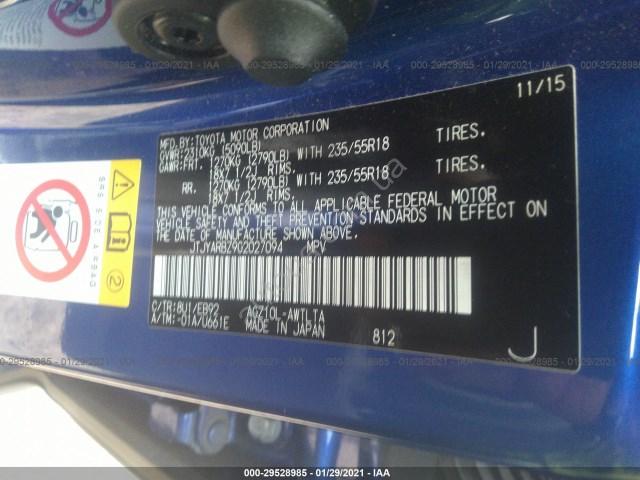 11/15
MFD.BY:TOYOTA MOTOR CORPORATION
GVWR:2310KG (5090LB)
GAWR:FRT. 1270KG (2790LB) WITH 235/55R18 TIRES.
18X7 1/2J RIMS.
RR. 1270KG (2790LB) WITH 235/55R18 TIRES.
18X7 1/2J RIMS.
THIS VEHICLE CONFORMS TO ALL APPLICABLE FEDERAL MOTOR
VEHICLE SAFETY AND THEFT PREVENTION STANDARDS IN EFFECT ON
THE DATE OF MANUFACTURE SHOWN ABOVE.
JTJYARBZ9G2027094 MPV
C/TR:8U1/EB92 AGZ10L-AWTLTA
A/TM:-01A/U661E MADE IN JAPAN 812
J
000-29528985 - 01/29/2021 - IAA